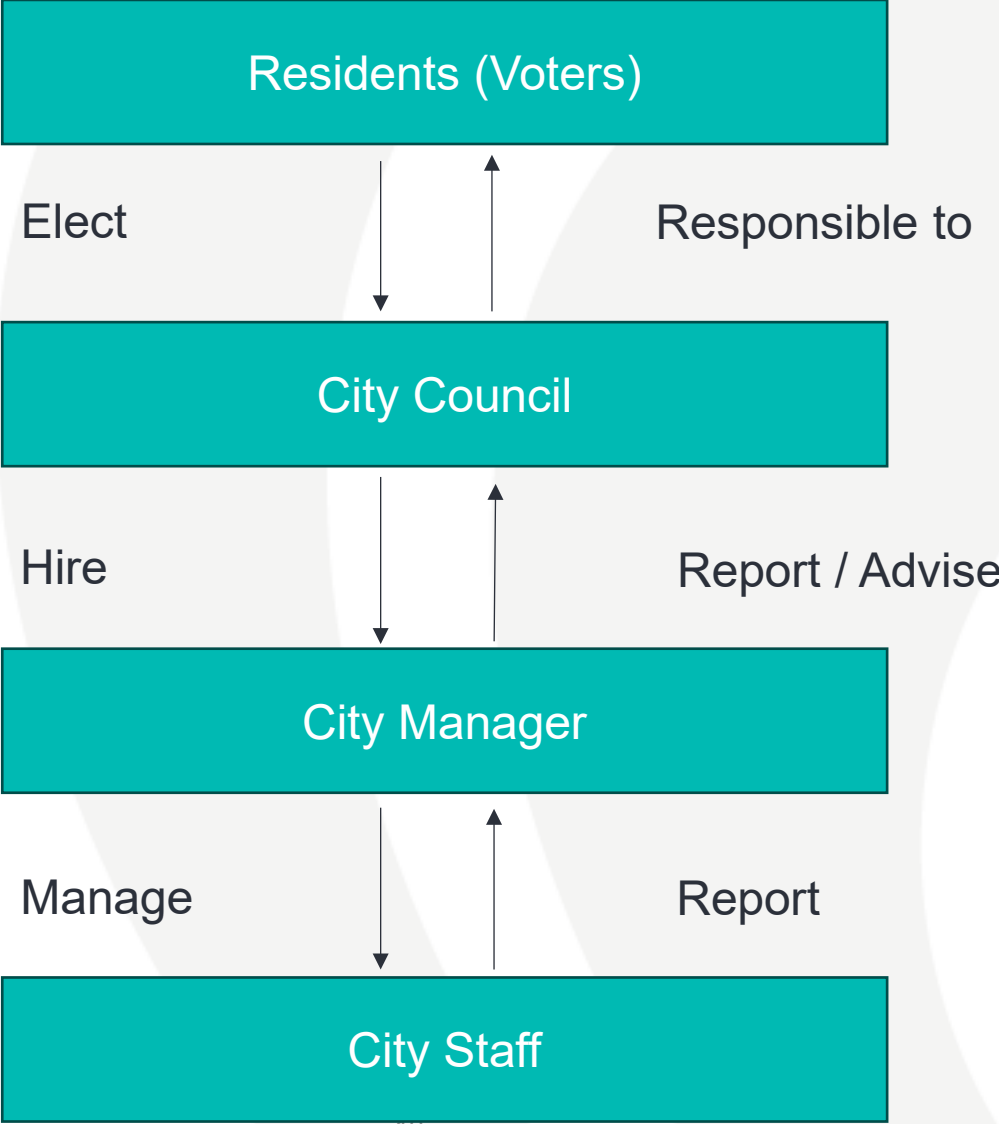 Residents (Voters)
Elect
Responsible to
City Council
Hire
Report / Advise
City Manager
Manage
Report
City Staff